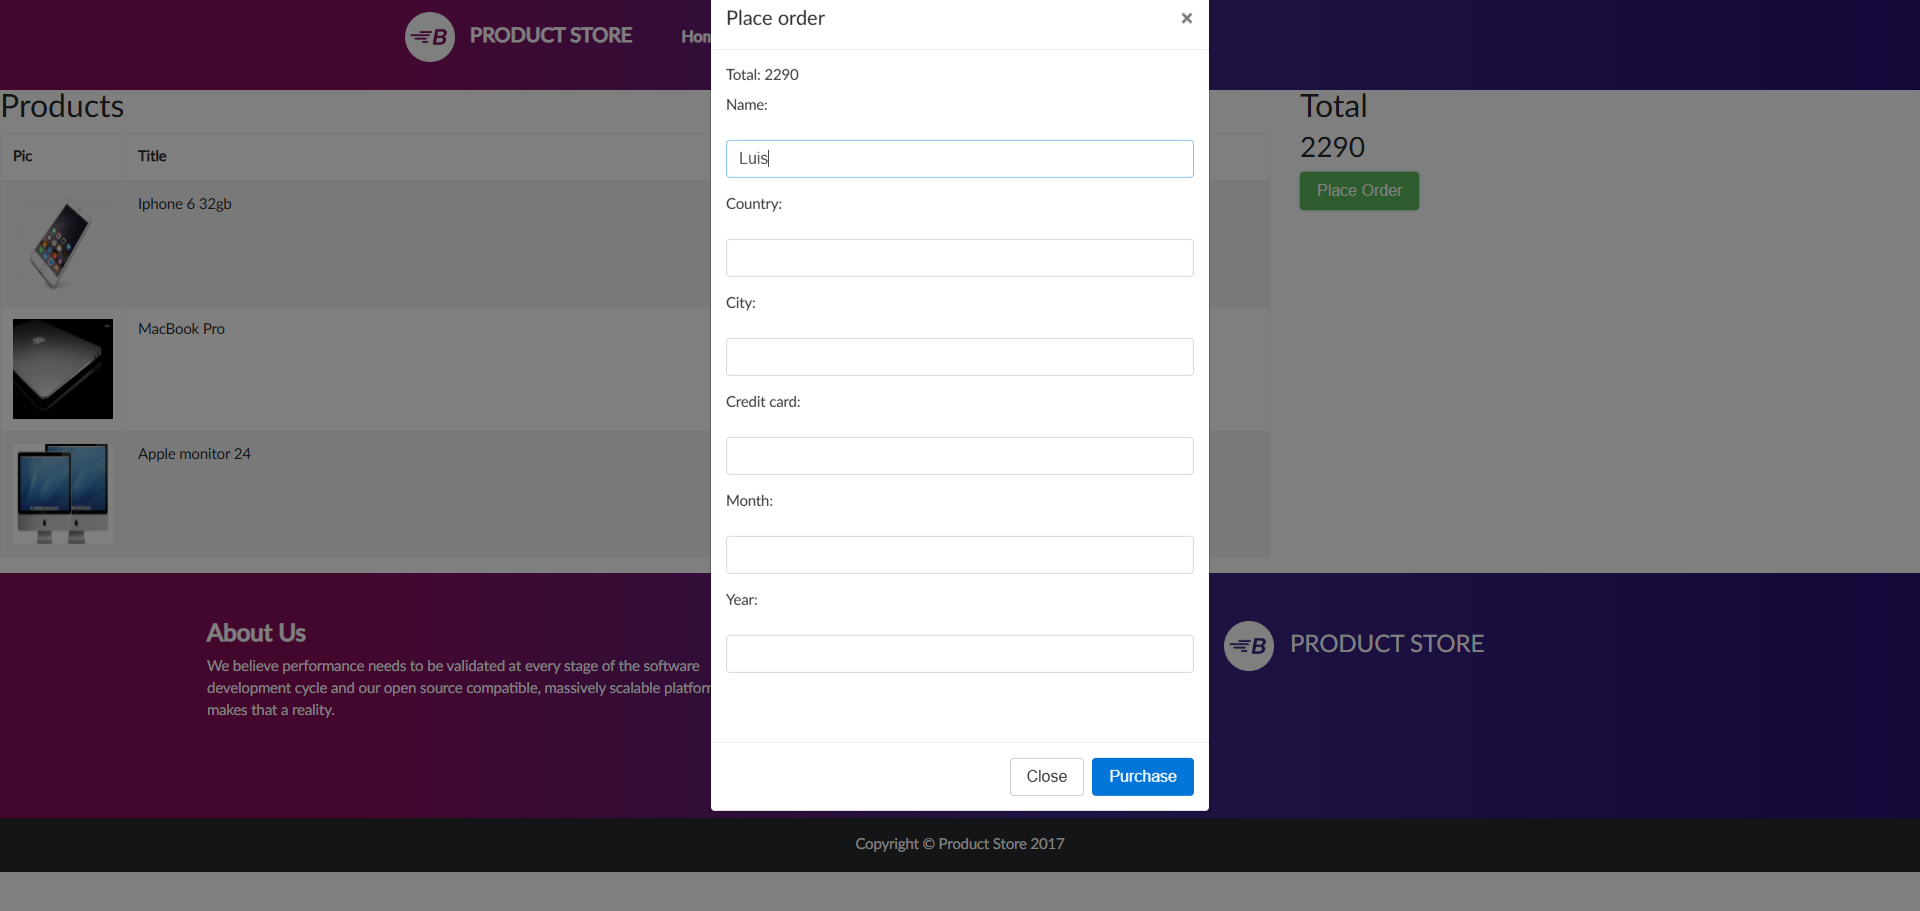 B PRODUCT STORE
Place order
×
Products
Pic
Title
Iphone 6 32gb
MacBook Pro
Apple monitor 24
Total: 2290
Name:
Luis
Country:
City:
Credit card:
Month:
Year:
Close
Purchase
Total
2290
Place Order
About Us
We believe performance needs to be validated at every stage of the software
development cycle and our open source compatible, massively scalable
makes that a reality.
B PRODUCT STORE
Copyright © Product Store 2017